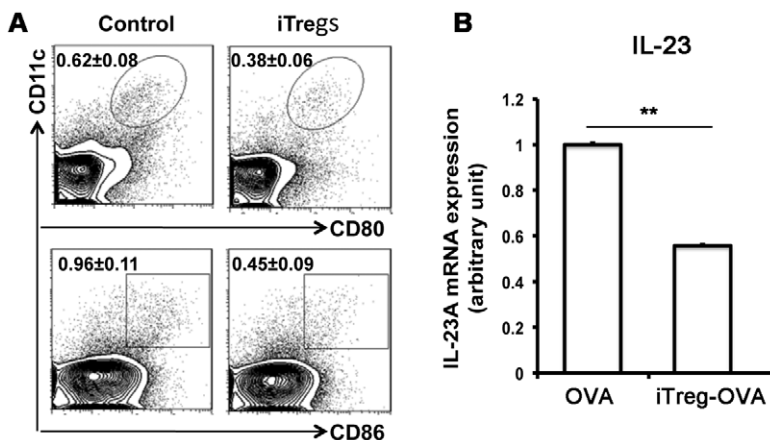 A
Control
iTregs
CD11c
0.62±0.08
0.38±0.06
CD80
0.96±0.11
0.45±0.09
CD86
B
IL-23
IL-23A mRNA expression
(arbitrary unit)
1.2
1
0.8
0.6
0.4
0.2
0
**
OVA
iTreg-OVA